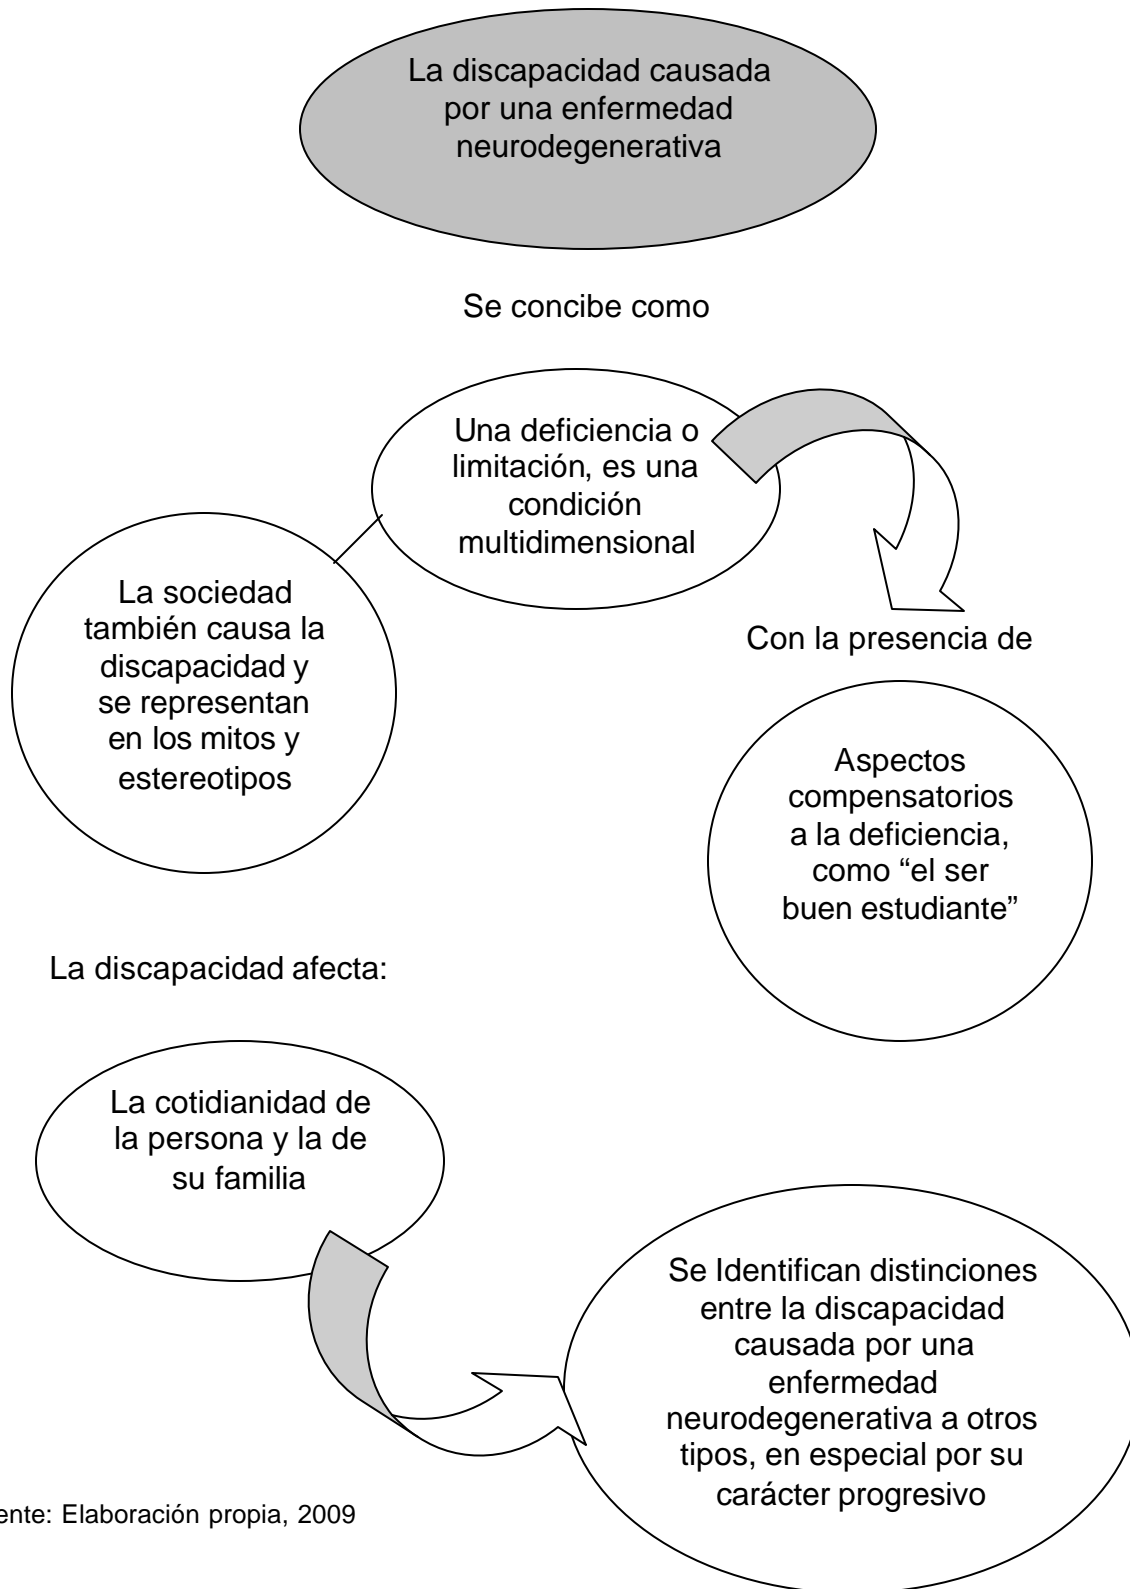 La discapacidad causada
por una enfermedad
neurodegenerativa
Se concibe como
Una deficiencia o
limitación, es una
condición
multidimensional
La sociedad
también causa la
discapacidad y
se representan
en los mitos y
estereotipos
Con la presencia de
Aspectos
compensatorios
a la deficiencia,
como “el ser
buen estudiante”
La discapacidad afecta:
La cotidianidad de
la persona y la de
su familia
Se Identifican distinciones
entre la discapacidad
causada por una
enfermedad
neurodegenerativa a otros
tipos, en especial por su
carácter progresivo
ente: Elaboración propia, 2009